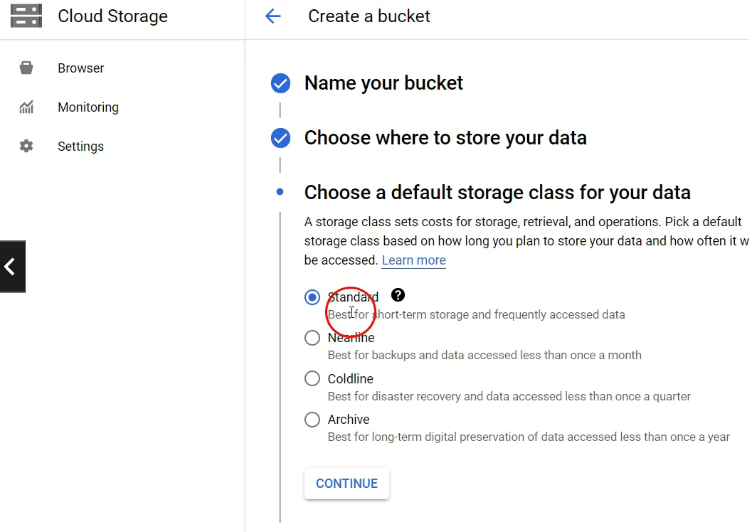 Cloud Storage
Create a bucket
Browser
Monitoring
Settings
Name your bucket
Choose where to store your data
Choose a default storage class for your data
A storage class sets costs for storage, retrieval, and operations. Pick a default
storage class based on how long you plan to store your data and how often it w
be accessed. Learn more
Standard
Best for short-term storage and frequently accessed data
Nearline
Best for backups and data accessed less than once a month
Coldline
Best for disaster recovery and data accessed less than once a quarter
Archive
Best for long-term digital preservation of data accessed less than once a year
CONTINUE